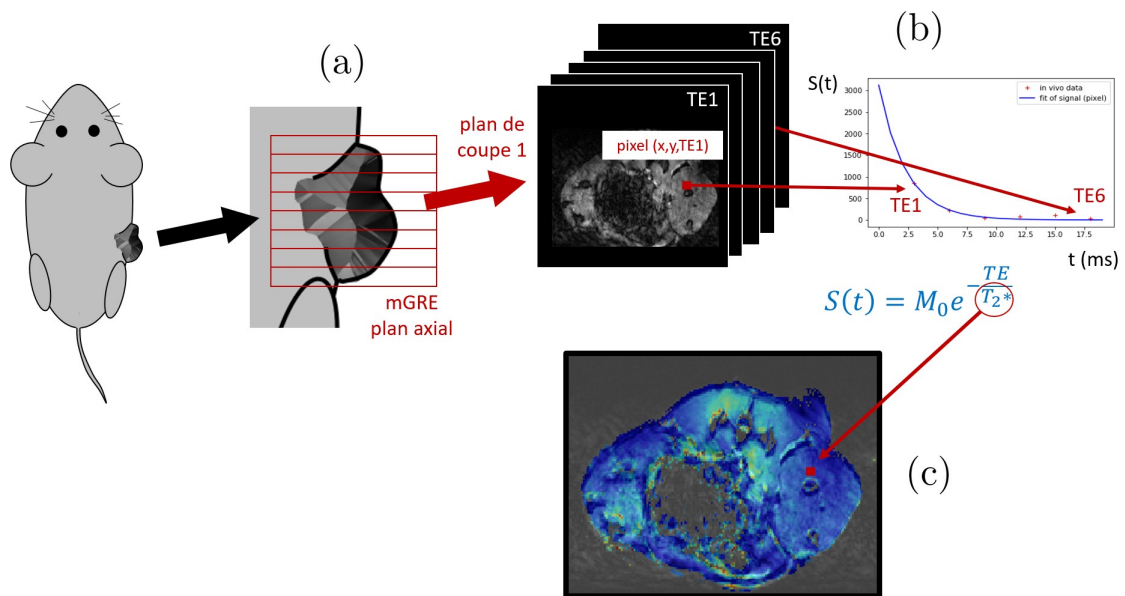 (a)
mGRE
plan axial
plan de
coupe 1
TE6
TE1
pixel (x,y,TE1)
(b)
S(t)
in vivo data
fit of signal (pixel)
3000
2500
2000
1500
1000
500
0
0.0 2.5 5.0 7.5 10.0 12.5 15.0 17.5
TE1
TE6
t (ms)
S(t) = M₀e^(-TE/T₂*)
(c)